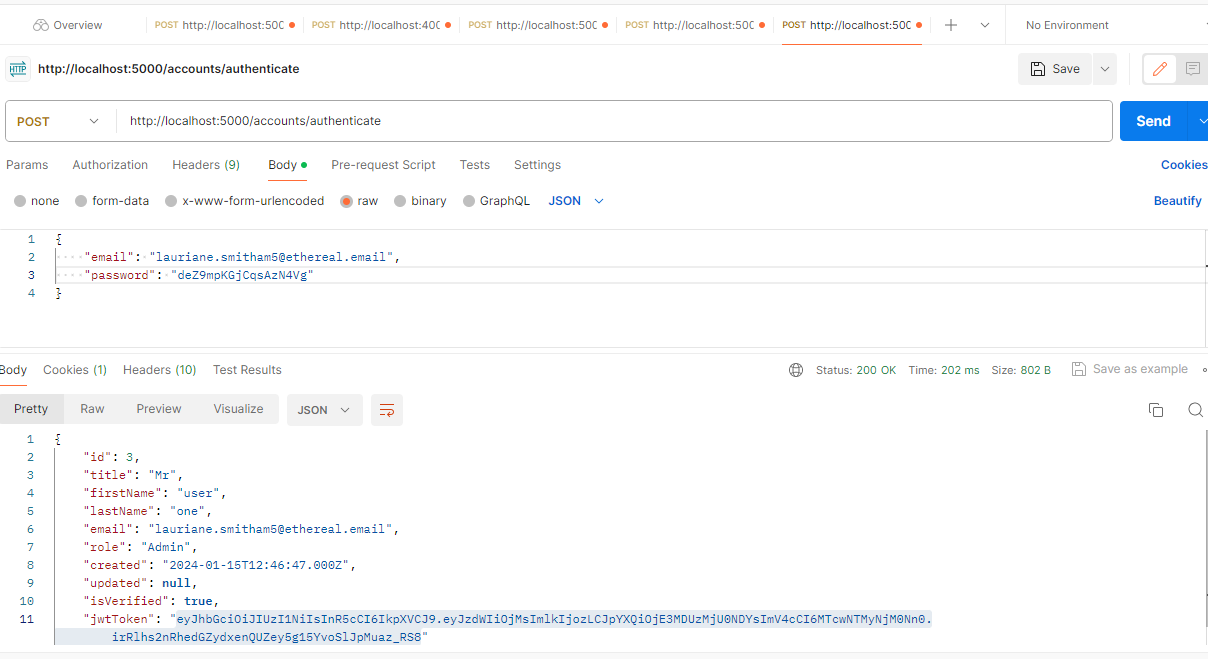 Overview
POST http://localhost:500
POST http://localhost:400
POST http://localhost:500
POST http://localhost:500
POST http://localhost:500
No Environment
HTTP http://localhost:5000/accounts/authenticate
Save
POST http://localhost:5000/accounts/authenticate
Send
Params Authorization Headers (9) Body Pre-request Script Tests Settings Cookies
none form-data x-www-form-urlencoded raw binary GraphQL JSON Beautify
1 {
2 "email": "lauriane.smitham5@ethereal.email",
3 "password": "deZ9mpKGjCqsAzN4Vg"
4 }
Body Cookies (1) Headers (10) Test Results Status: 200 OK Time: 202 ms Size: 802 B Save as example
Pretty Raw Preview Visualize JSON
1 {
2 "id": 3,
3 "title": "Mr",
4 "firstName": "user",
5 "lastName": "one",
6 "email": "lauriane.smitham5@ethereal.email",
7 "role": "Admin",
8 "created": "2024-01-15T12:46:47.000Z",
9 "updated": null,
10 "isVerified": true,
11 "jwtToken": "eyJhbGciOiJIUzI1NiIsInR5cCI6IkpXVCJ9.eyJzdWIiOjMsImlkIjozLCJpYXQiOjE3MDUzMjU0NDYsImV4cCI6MTcwNTMyNjM0Nn0.
irRlhs2nRhedGZydxenQUZey5g15YvoSlJpMuaz_RS8"